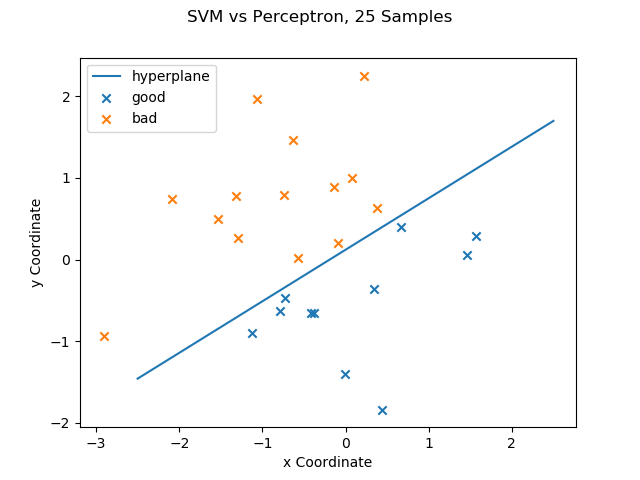 SVM vs Perceptron, 25 Samples
hyperplane
good
bad
2
1
0
−1
−2
y Coordinate
−3
−2
−1
0
1
2
x Coordinate